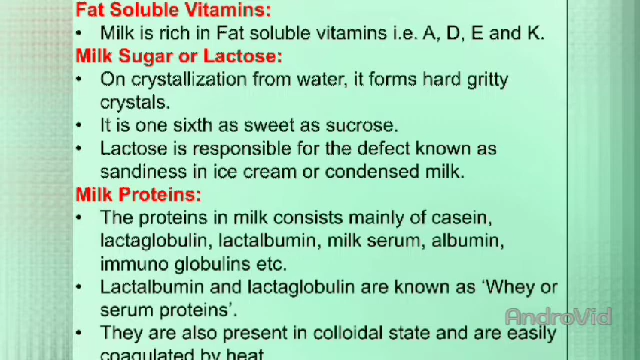 Fat Soluble Vitamins:
• Milk is rich in Fat soluble vitamins i.e. A, D, E and K.
Milk Sugar or Lactose:
• On crystallization from water, it forms hard gritty
crystals.
• It is one sixth as sweet as sucrose.
• Lactose is responsible for the defect known as
sandiness in ice cream or condensed milk.
Milk Proteins:
• The proteins in milk consists mainly of casein,
lactaglobulin, lactalbumin, milk serum, albumin,
immuno globulins etc.
• Lactalbumin and lactaglobulin are known as ‘Whey or
serum proteins’.
• They are also present in colloidal state and are easily
coagulated by heat.
AndroVid